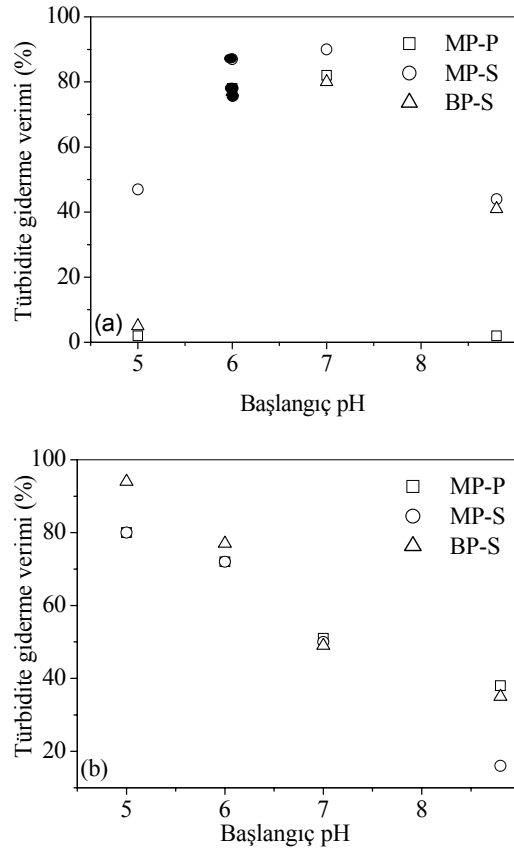 100
80
60
40
20
0
Türbidite giderme verimi (%)
MP-P
MP-S
BP-S
(a)
5 6 7 8
Başlangıç pH
100
80
60
40
20
Türbidite giderme verimi (%)
MP-P
MP-S
BP-S
(b)
5 6 7 8
Başlangıç pH